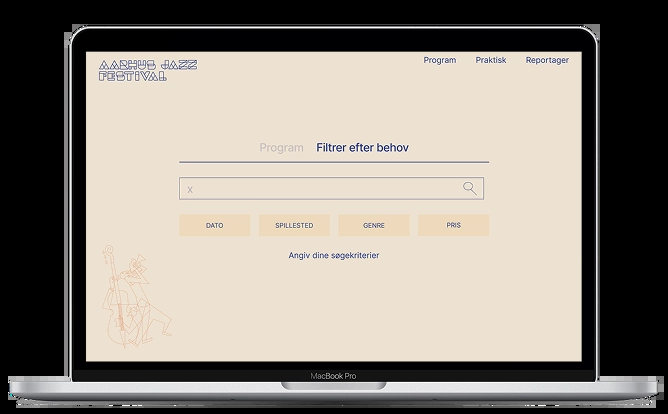 AARHUS JAZZ
FESTIVAL
Program Praktisk Reportager
Program Filtrer efter behov
x
DATO SPILLESTED GENRE PRIS
Angiv dine søgekriterier
MacBook Pro